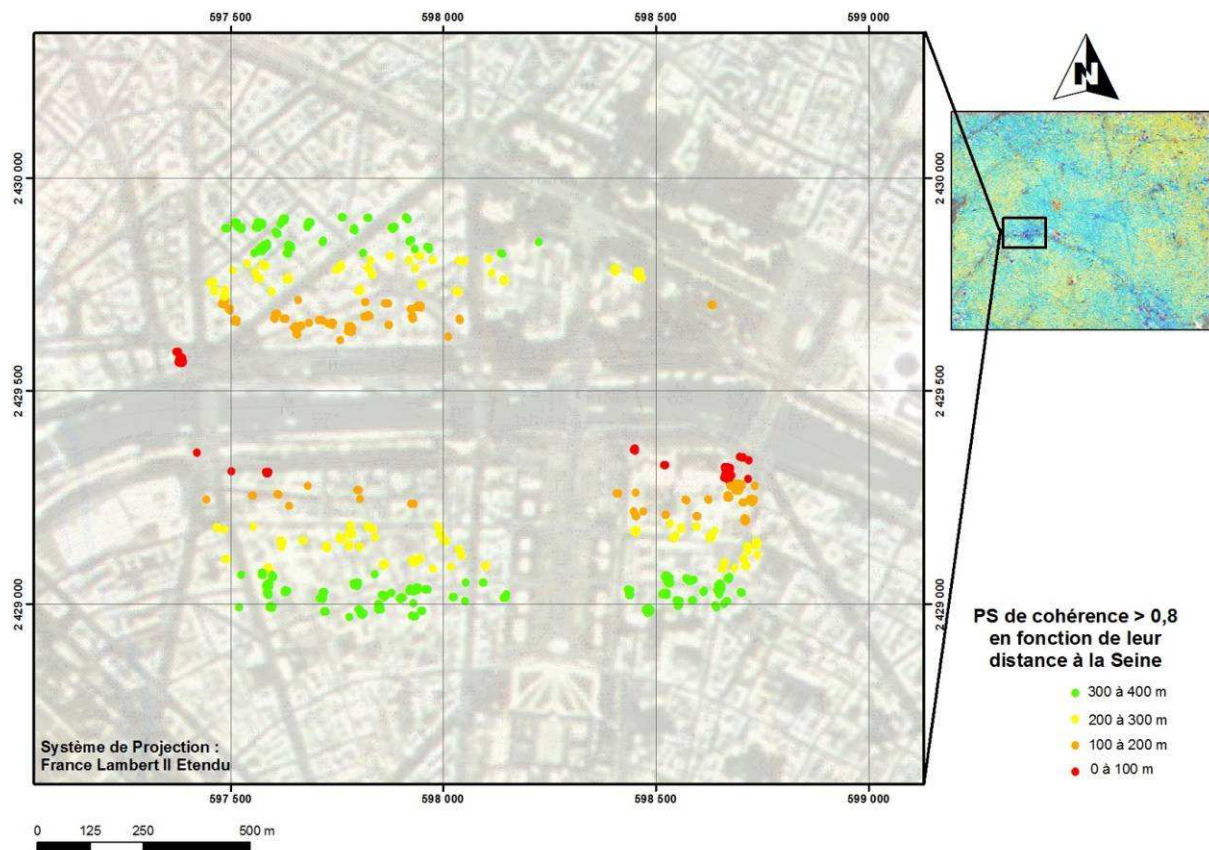 597 500 598 000 598 500 599 000
N
2 430 000 2 430 000
2 429 500 2 429 500
2 429 000 2 429 000
PS de cohérence > 0,8
en fonction de leur
distance à la Seine
300 à 400 m
200 à 300 m
100 à 200 m
0 à 100 m
Système de Projection :
France Lambert II Etendu
597 500 598 000 598 500 599 000
0 125 250 500 m